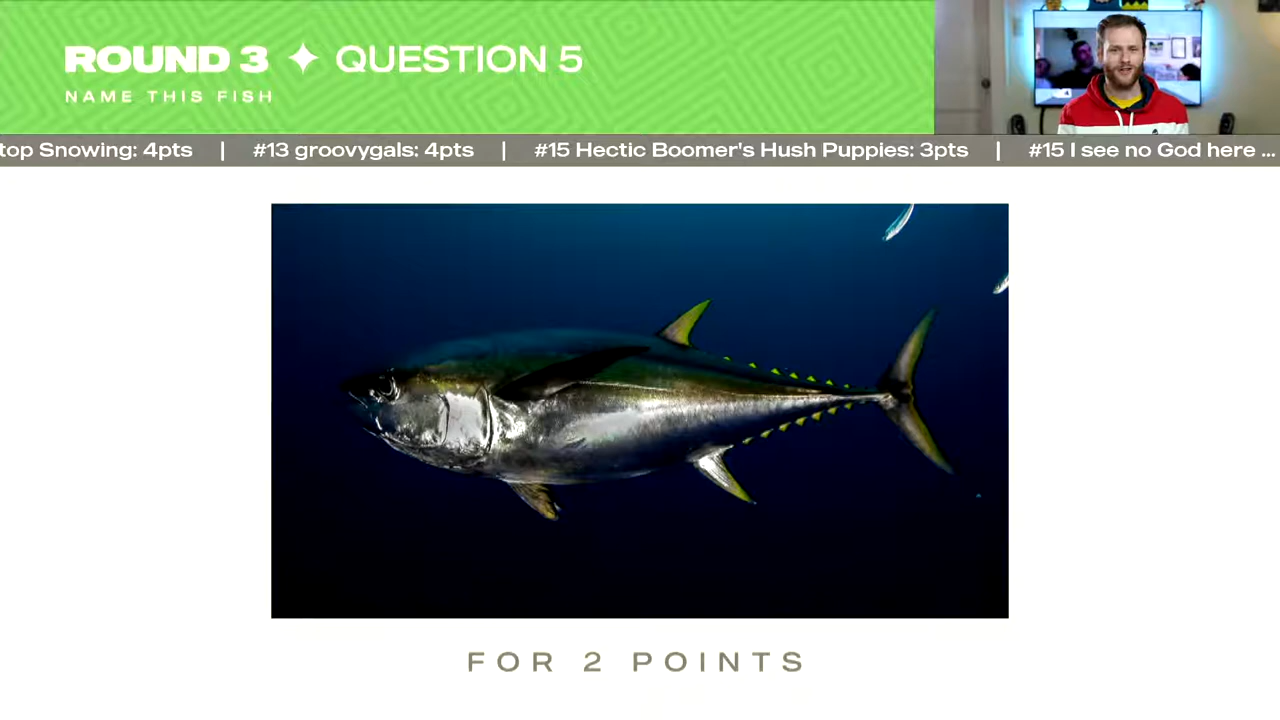 ROUND 3 ✦ QUESTION 5
NAME THIS FISH
top Snowing: 4pts | #13 groovygals: 4pts | #15 Hectic Boomer's Hush Puppies: 3pts | #15 I see no God here ...
FOR 2 POINTS